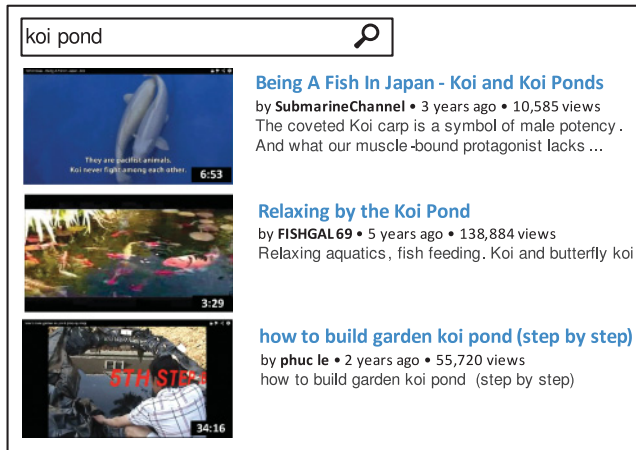 koi pond
Being A Fish In Japan - Koi and Koi Ponds
by SubmarineChannel • 3 years ago • 10,585 views
The coveted Koi carp is a symbol of male potency.
And what our muscle-bound protagonist lacks ...
They are pacifist animals,
Koi never fight among each other.
6:53
Relaxing by the Koi Pond
by FISHGAL69 • 5 years ago • 138,884 views
Relaxing aquatics, fish feeding. Koi and butterfly koi
3:29
how to build garden koi pond (step by step)
by phuc le • 2 years ago • 55,720 views
how to build garden koi pond (step by step)
5TH STEP
34:16